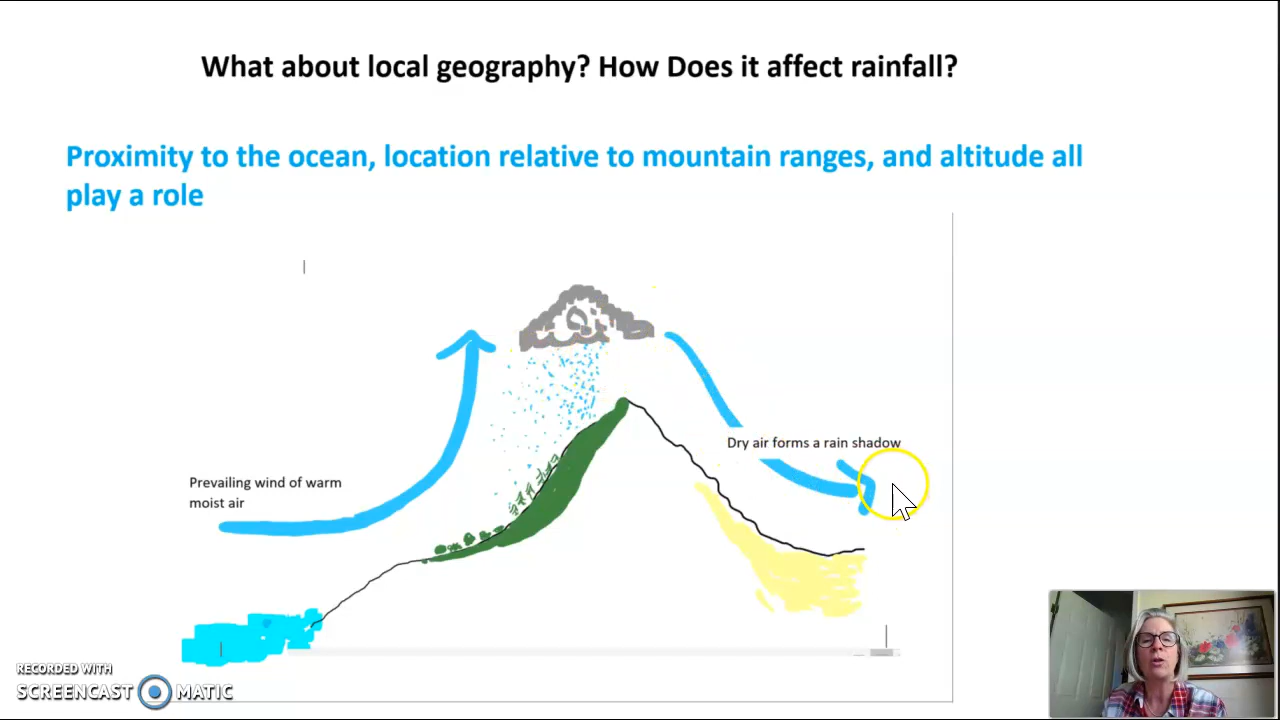 What about local geography? How Does it affect rainfall?
Proximity to the ocean, location relative to mountain ranges, and altitude all
play a role
Dry air forms a rain shadow
Prevailing wind of warm
moist air
RECORDED WITH
SCREENCAST MATIC